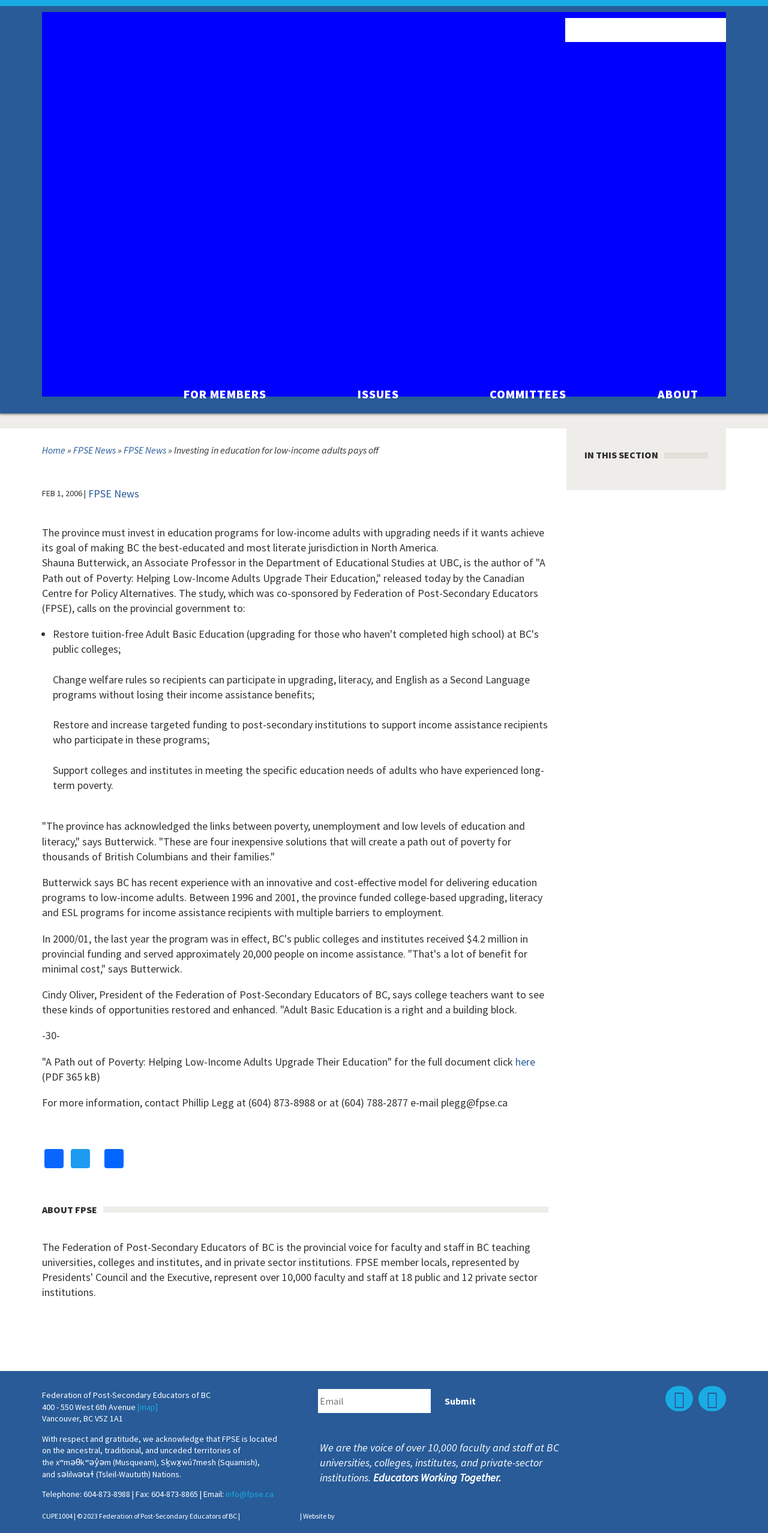 FOR MEMBERS ISSUES COMMITTEES ABOUT
Home » FPSE News » FPSE News » Investing in education for low-income adults pays off
IN THIS SECTION
FEB 1, 2006 | FPSE News
The province must invest in education programs for low-income adults with upgrading needs if it wants achieve
its goal of making BC the best-educated and most literate jurisdiction in North America.
Shauna Butterwick, an Associate Professor in the Department of Educational Studies at UBC, is the author of "A
Path out of Poverty: Helping Low-Income Adults Upgrade Their Education," released today by the Canadian
Centre for Policy Alternatives. The study, which was co-sponsored by Federation of Post-Secondary Educators
(FPSE), calls on the provincial government to:
• Restore tuition-free Adult Basic Education (upgrading for those who haven't completed high school) at BC's
public colleges;
Change welfare rules so recipients can participate in upgrading, literacy, and English as a Second Language
programs without losing their income assistance benefits;
Restore and increase targeted funding to post-secondary institutions to support income assistance recipients
who participate in these programs;
Support colleges and institutes in meeting the specific education needs of adults who have experienced long-
term poverty.
"The province has acknowledged the links between poverty, unemployment and low levels of education and
literacy," says Butterwick. "These are four inexpensive solutions that will create a path out of poverty for
thousands of British Columbians and their families."
Butterwick says BC has recent experience with an innovative and cost-effective model for delivering education
programs to low-income adults. Between 1996 and 2001, the province funded college-based upgrading, literacy
and ESL programs for income assistance recipients with multiple barriers to employment.
In 2000/01, the last year the program was in effect, BC's public colleges and institutes received $4.2 million in
provincial funding and served approximately 20,000 people on income assistance. "That's a lot of benefit for
minimal cost," says Butterwick.
Cindy Oliver, President of the Federation of Post-Secondary Educators of BC, says college teachers want to see
these kinds of opportunities restored and enhanced. "Adult Basic Education is a right and a building block.
-30-
"A Path out of Poverty: Helping Low-Income Adults Upgrade Their Education" for the full document click here
(PDF 365 kB)
For more information, contact Phillip Legg at (604) 873-8988 or at (604) 788-2877 e-mail plegg@fpse.ca
ABOUT FPSE
The Federation of Post-Secondary Educators of BC is the provincial voice for faculty and staff in BC teaching
universities, colleges and institutes, and in private sector institutions. FPSE member locals, represented by
Presidents' Council and the Executive, represent over 10,000 faculty and staff at 18 public and 12 private sector
institutions.
Federation of Post-Secondary Educators of BC
400 - 550 West 6th Avenue [map]
Vancouver, BC V5Z 1A1
With respect and gratitude, we acknowledge that FPSE is located
on the ancestral, traditional, and unceded territories of
the xʷməθkʷəy̓əm (Musqueam), Sḵwx̱wú7mesh (Squamish),
and səlilwətaɬ (Tsleil-Waututh) Nations.
Telephone: 604-873-8988 | Fax: 604-873-8865 | Email: info@fpse.ca
CUPE1004 | © 2023 Federation of Post-Secondary Educators of BC | | Website by
Email Submit
We are the voice of over 10,000 faculty and staff at BC
universities, colleges, institutes, and private-sector
institutions. Educators Working Together.